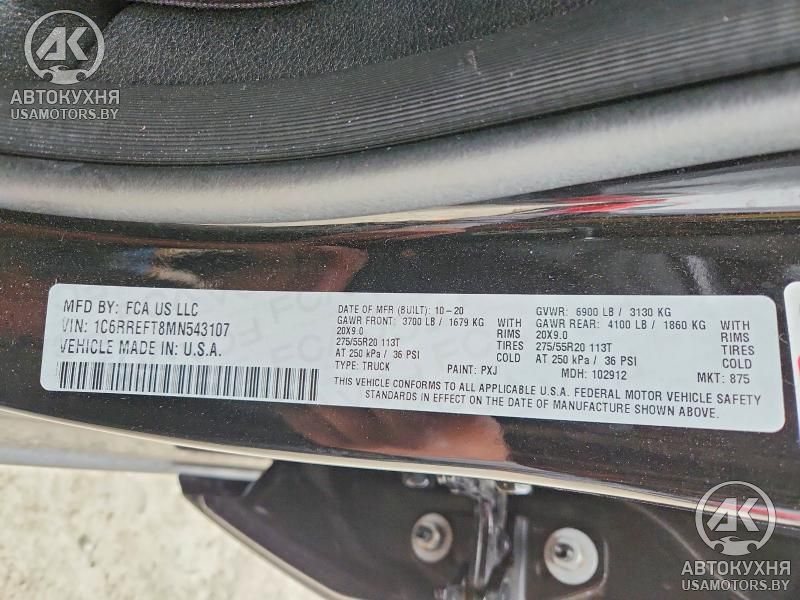 АК
АВТОКУХНЯ
USAMOTORS.BY
MFD BY: FCA US LLC
VIN: 1C6RREFT8MN543107
VEHICLE MADE IN: U.S.A.
DATE OF MFR (BUILT): 10-20
GAWR FRONT: 3700 LB / 1679 KG WITH
20X9.0 RIMS
275/55R20 113T TIRES
AT 250 kPa / 36 PSI COLD
TYPE: TRUCK PAINT: PXJ
GVWR: 6900 LB / 3130 KG
GAWR REAR: 4100 LB / 1860 KG WITH
20X9.0 RIMS
275/55R20 113T TIRES
AT 250 kPa / 36 PSI COLD
MDH: 102912 MKT: 875
THIS VEHICLE CONFORMS TO ALL APPLICABLE U.S.A. FEDERAL MOTOR VEHICLE SAFETY
STANDARDS IN EFFECT ON THE DATE OF MANUFACTURE SHOWN ABOVE.
АК
АВТОКУХНЯ
USAMOTORS.BY